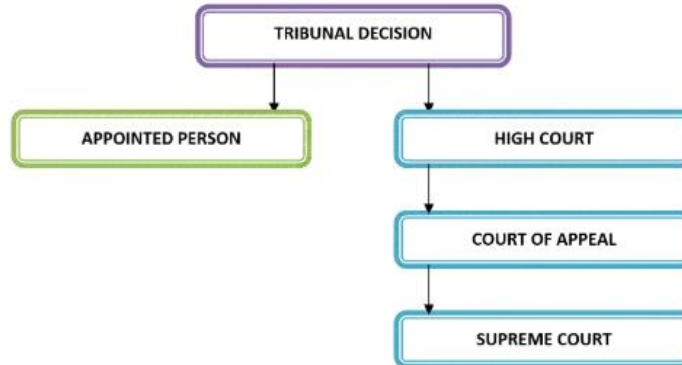 TRIBUNAL DECISION
APPOINTED PERSON
HIGH COURT
COURT OF APPEAL
SUPREME COURT